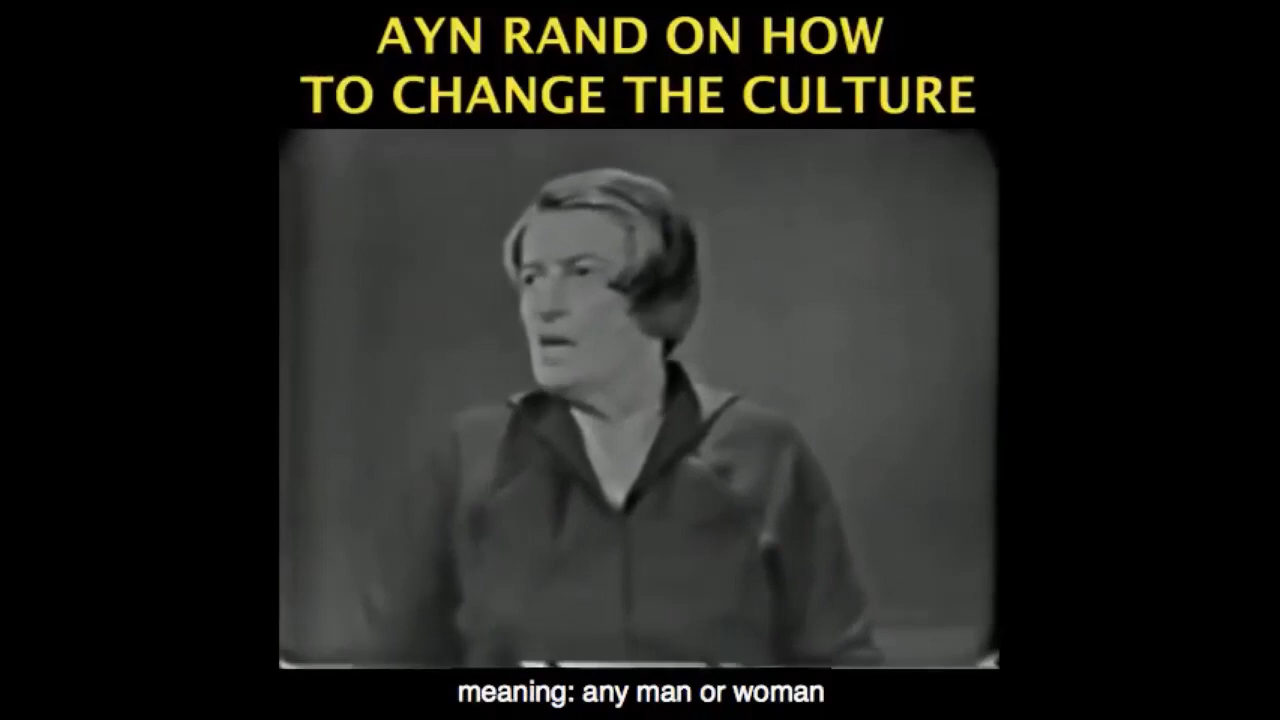 AYN RAND ON HOW
TO CHANGE THE CULTURE
meaning: any man or woman